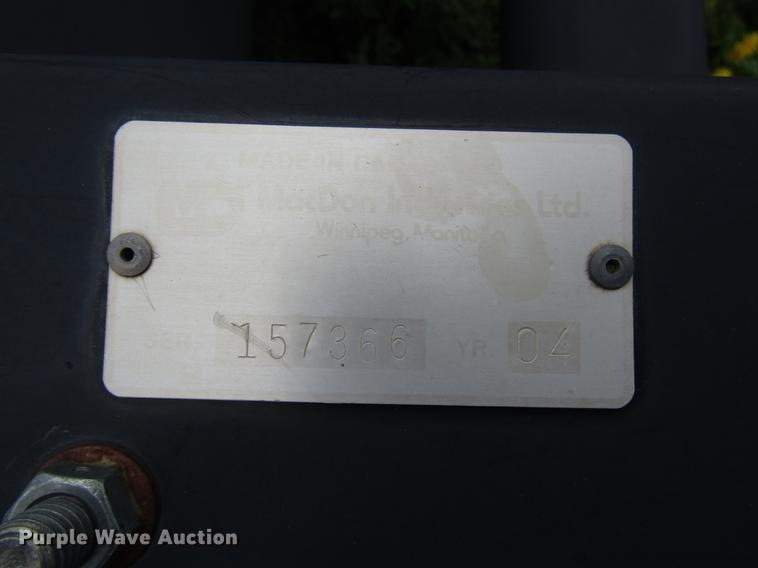 MADE IN CANADA
MacDon Industries Ltd.
Winnipeg, Manitoba
SER. 157366 YR. 04
Purple Wave Auction